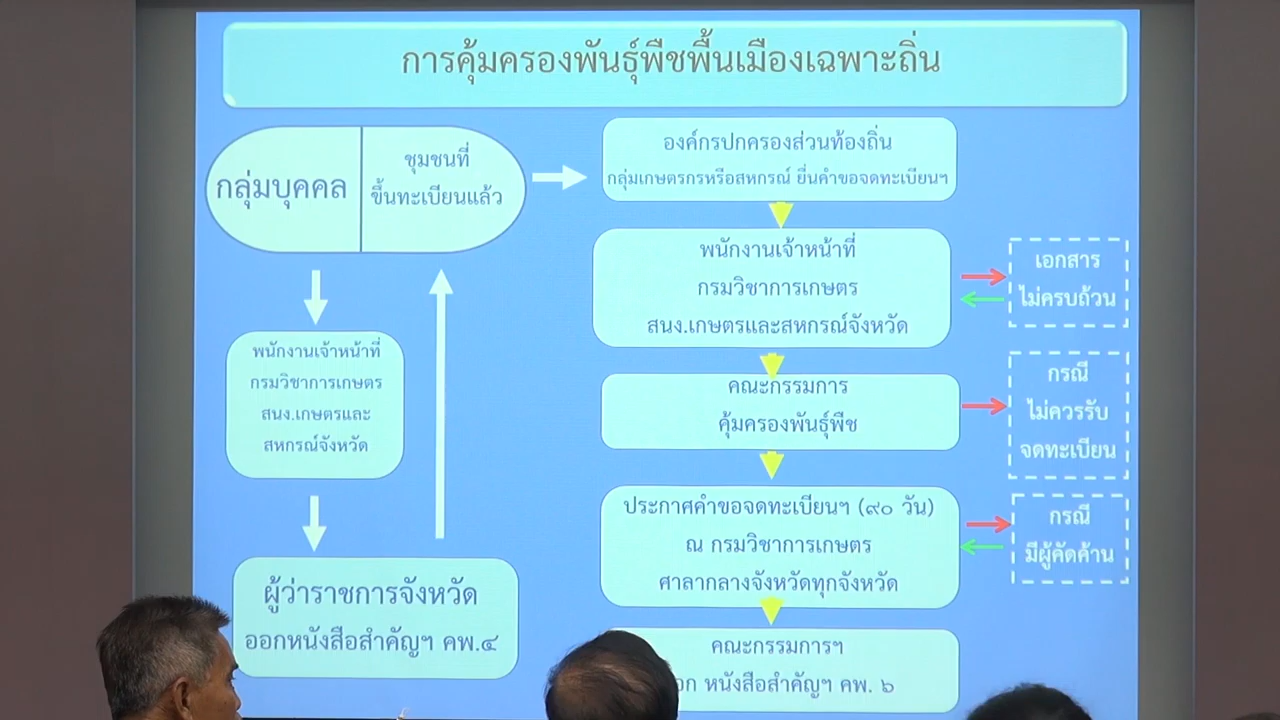 การคุ้มครองพันธุ์พืชพื้นเมืองเฉพาะถิ่น
กลุ่มบุคคล
ชุมชนที่
ขึ้นทะเบียนแล้ว
พนักงานเจ้าหน้าที่
กรมวิชาการเกษตร
สนง.เกษตรและ
สหกรณ์จังหวัด
ผู้ว่าราชการจังหวัด
ออกหนังสือสำคัญฯ คพ.๔
องค์กรปกครองส่วนท้องถิ่น
กลุ่มเกษตรกรหรือสหกรณ์ ยื่นคำขอจดทะเบียนฯ
พนักงานเจ้าหน้าที่
กรมวิชาการเกษตร
สนง.เกษตรและสหกรณ์จังหวัด
เอกสาร
ไม่ครบถ้วน
คณะกรรมการ
คุ้มครองพันธุ์พืช
กรณี
ไม่ควรรับ
จดทะเบียน
ประกาศคำขอจดทะเบียนฯ (๙๐ วัน)
ณ กรมวิชาการเกษตร
ศาลากลางจังหวัดทุกจังหวัด
กรณี
มีผู้คัดค้าน
คณะกรรมการฯ
หนังสือสำคัญฯ คพ. ๖